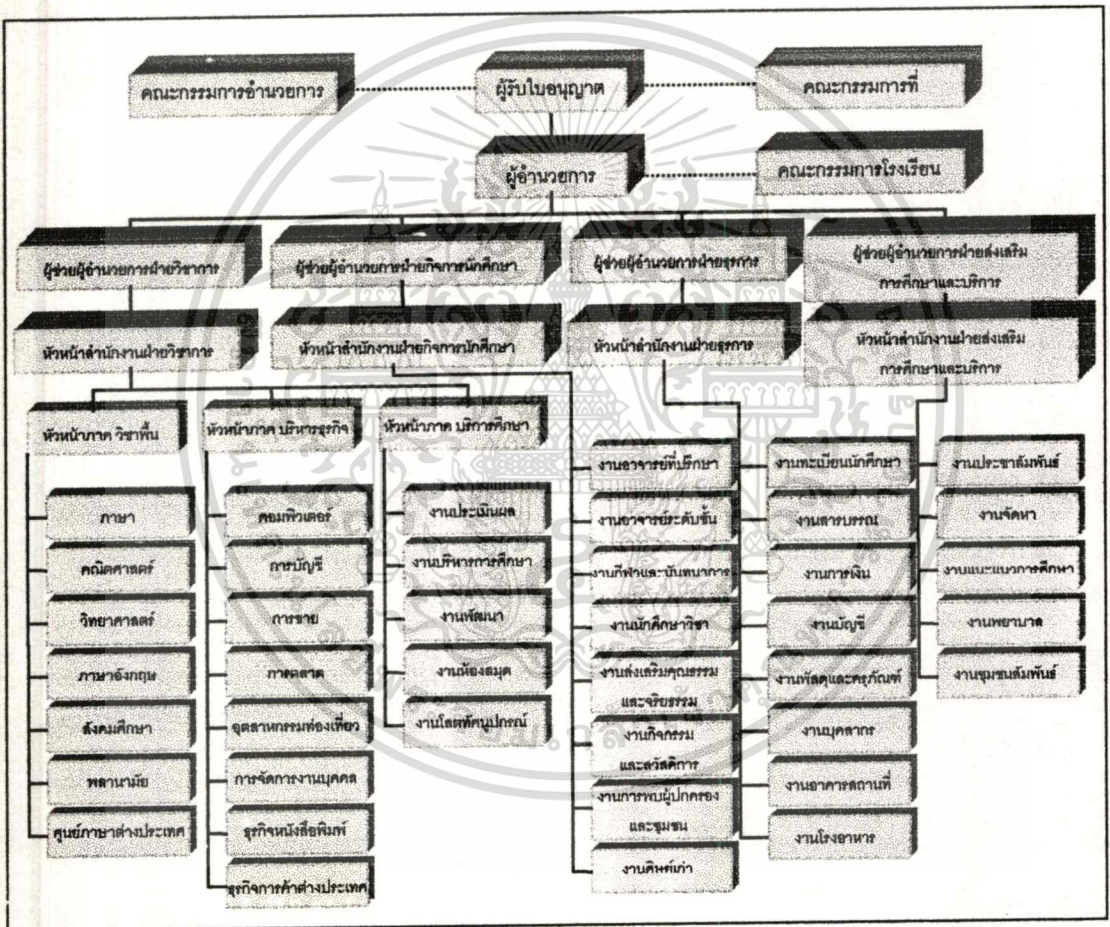 คณะกรรมการอำนวยการ
ผู้รับใบอนุญาต
คณะกรรมการที่
ผู้อำนวยการ
คณะกรรมการโรงเรียน
ผู้ช่วยผู้อำนวยการฝ่ายวิชาการ
ผู้ช่วยผู้อำนวยการฝ่ายกิจการนักศึกษา
ผู้ช่วยผู้อำนวยการฝ่ายธุรการ
ผู้ช่วยผู้อำนวยการฝ่ายส่งเสริม
การศึกษาและบริการ
หัวหน้าสำนักงานฝ่ายวิชาการ
หัวหน้าสำนักงานฝ่ายกิจการนักศึกษา
หัวหน้าสำนักงานฝ่ายธุรการ
หัวหน้าสำนักงานฝ่ายส่งเสริม
การศึกษาและบริการ
หัวหน้าภาค วิชาพื้น
หัวหน้าภาค บริหารธุรกิจ
หัวหน้าภาค บริการศึกษา
ภาษา
คณิตศาสตร์
วิทยาศาสตร์
ภาษาอังกฤษ
สังคมศึกษา
พลานามัย
ศูนย์ภาษาต่างประเทศ
คอมพิวเตอร์
การบัญชี
การขาย
การตลาด
อุตสาหกรรมท่องเที่ยว
การจัดการงานบุคคล
ธุรกิจหนังสือพิมพ์
ธุรกิจการค้าต่างประเทศ
งานประเมินผล
งานบริหารการศึกษา
งานพัฒนา
งานห้องสมุด
งานโสตทัศนูปกรณ์
งานอาจารย์ที่ปรึกษา
งานอาจารย์ระดับชั้น
งานกีฬาและนันทนาการ
งานนักศึกษาวิชา
งานส่งเสริมคุณธรรม
และจริยธรรม
งานกิจกรรม
และสวัสดิการ
งานการพบผู้ปกครอง
และชุมชน
งานศิษย์เก่า
งานทะเบียนนักศึกษา
งานสารบรรณ
งานการเงิน
งานบัญชี
งานพัสดุและครุภัณฑ์
งานบุคลากร
งานอาคารสถานที่
งานโรงอาหาร
งานประชาสัมพันธ์
งานจัดหา
งานแนะแนวการศึกษา
งานพยาบาล
งานชุมชนสัมพันธ์